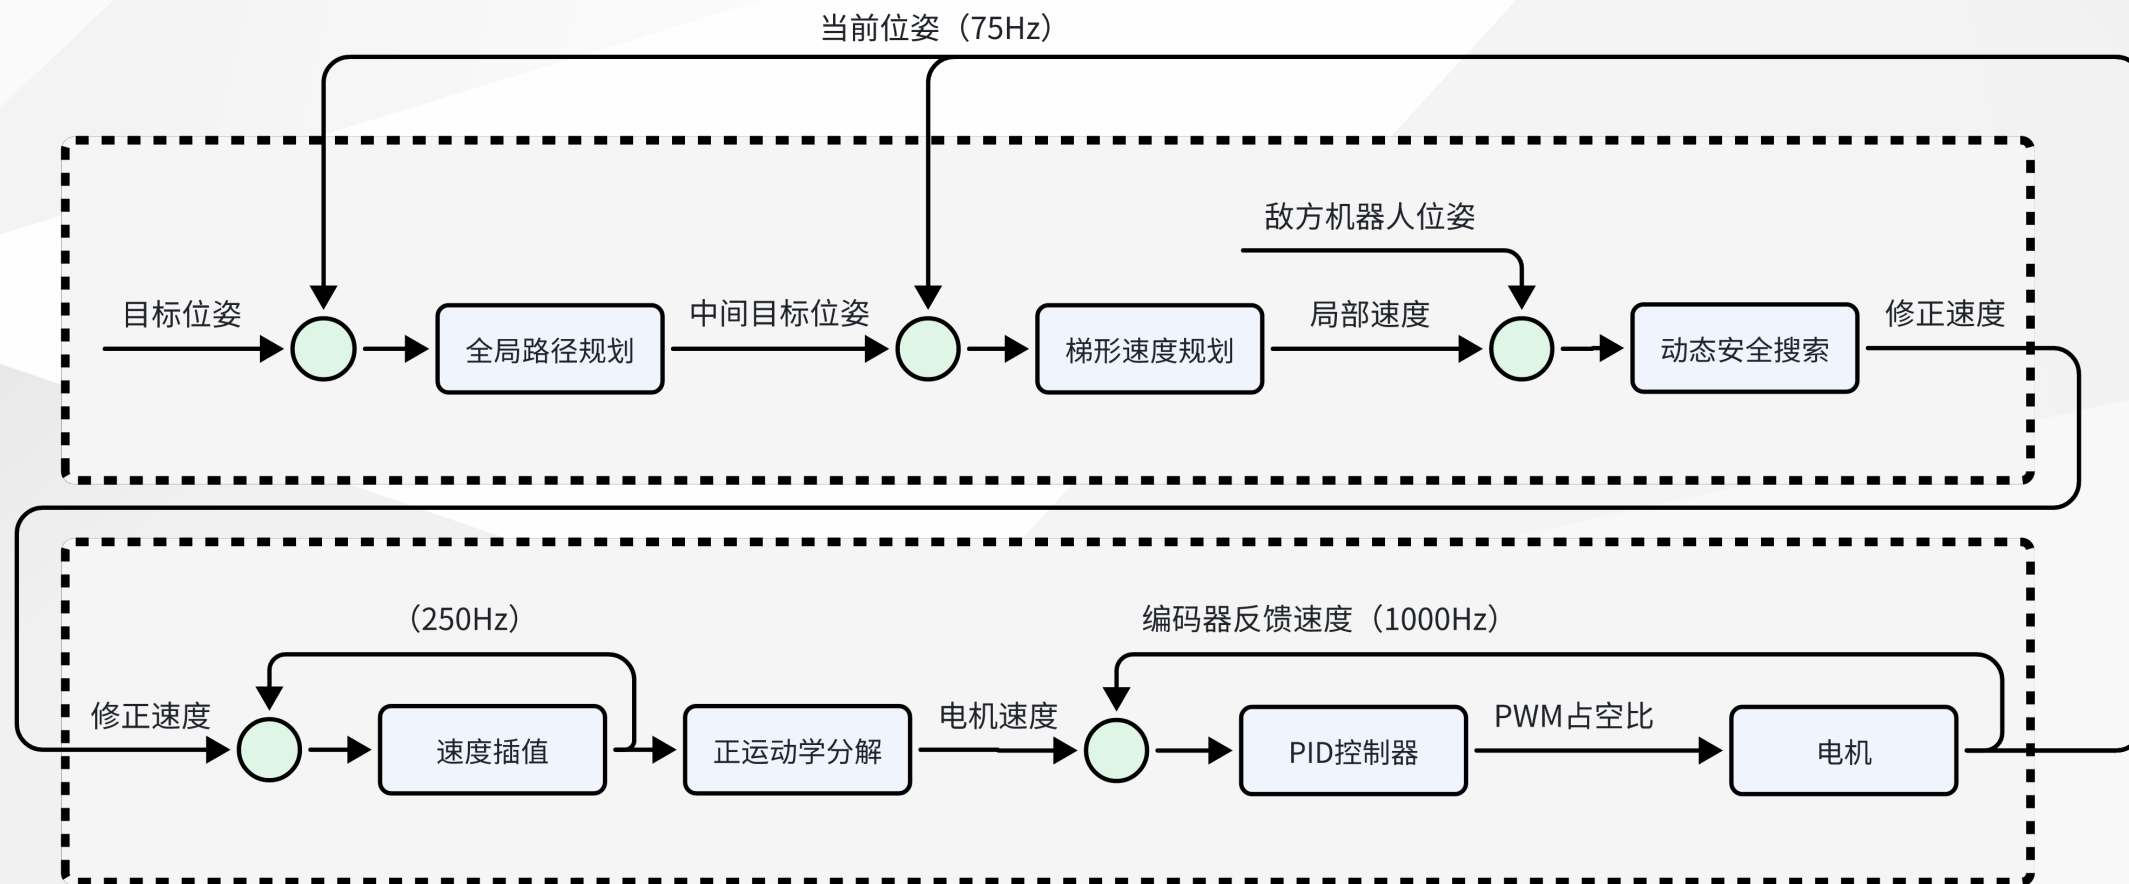 当前位姿（75Hz）
敌方机器人位姿
目标位姿
中间目标位姿
局部速度
修正速度
全局路径规划
梯形速度规划
动态安全搜索
（250Hz）
编码器反馈速度（1000Hz）
修正速度
电机速度
PWM占空比
速度插值
正运动学分解
PID控制器
电机